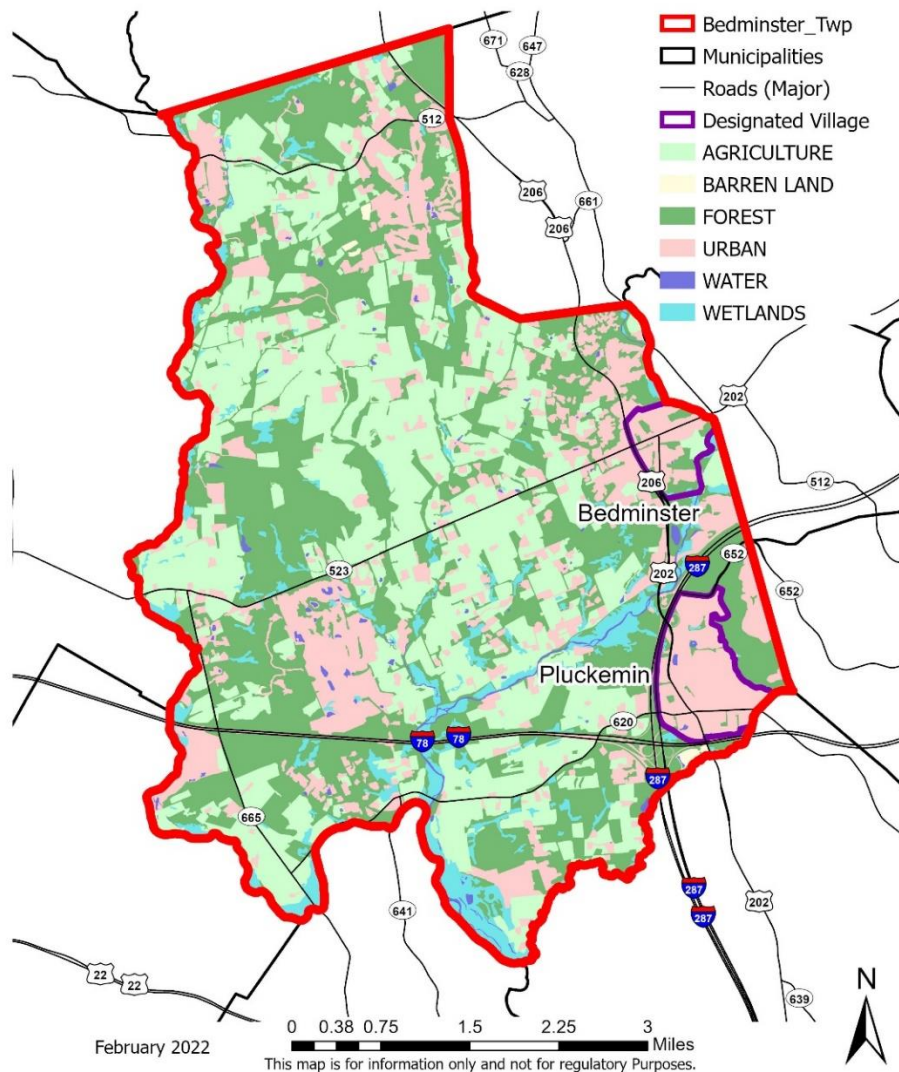 Bedminster_Twp
Municipalities
Roads (Major)
Designated Village
AGRICULTURE
BARREN LAND
FOREST
URBAN
WATER
WETLANDS
671
647
628
512
206
661
206
202
206
512
Bedminster
287
652
202
523
652
Pluckemin
620
78
78
287
665
287
641
202
287
22
22
639
N
0 0.38 0.75 1.5 2.25 3
Miles
February 2022
This map is for information only and not for regulatory Purposes.